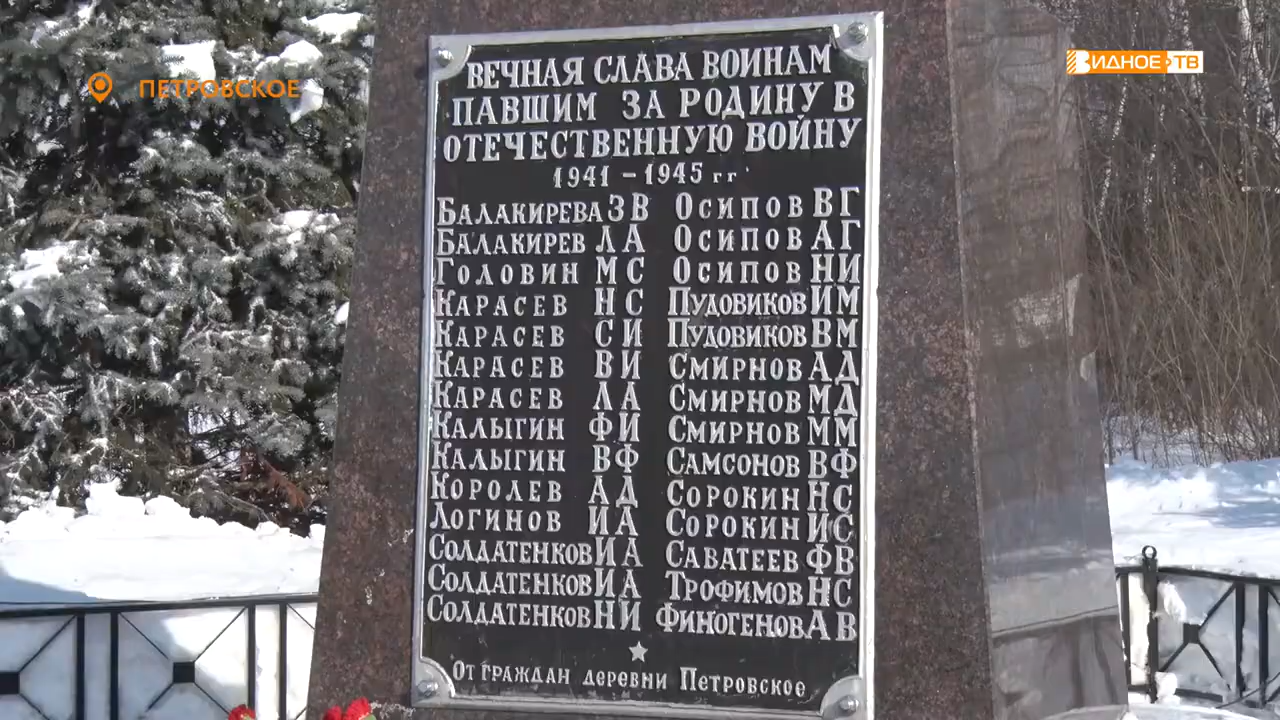 ПЕТРОВСКОЕ
ВИДНОЕ ТВ
ВЕЧНАЯ СЛАВА ВОИНАМ
ПАВШИМ ЗА РОДИНУ В
ОТЕЧЕСТВЕННУЮ ВОЙНУ
1941 – 1945 гг
БАЛАКИРЕВА З В
БАЛАКИРЕВ Л А
ГОЛОВИН М С
КАРАСЕВ Н С
КАРАСЕВ С И
КАРАСЕВ В И
КАРАСЕВ Л А
КАЛЫГИН Ф И
КАЛЫГИН В Ф
КОРОЛЕВ А Д
ЛОГИНОВ И А
СОЛДАТЕНКОВ И А
СОЛДАТЕНКОВ И А
СОЛДАТЕНКОВ Н И
ОСИПОВ В Г
ОСИПОВ А Г
ОСИПОВ Н И
ПУДОВИКОВ И М
ПУДОВИКОВ В М
СМИРНОВ А Д
СМИРНОВ М Д
СМИРНОВ М М
САМСОНОВ В Ф
СОРОКИН Н С
СОРОКИН И С
САВАТЕЕВ Ф В
ТРОФИМОВ Н С
ФИНОГЕНОВ А В
ОТ ГРАЖДАН ДЕРЕВНИ ПЕТРОВСКОЕ